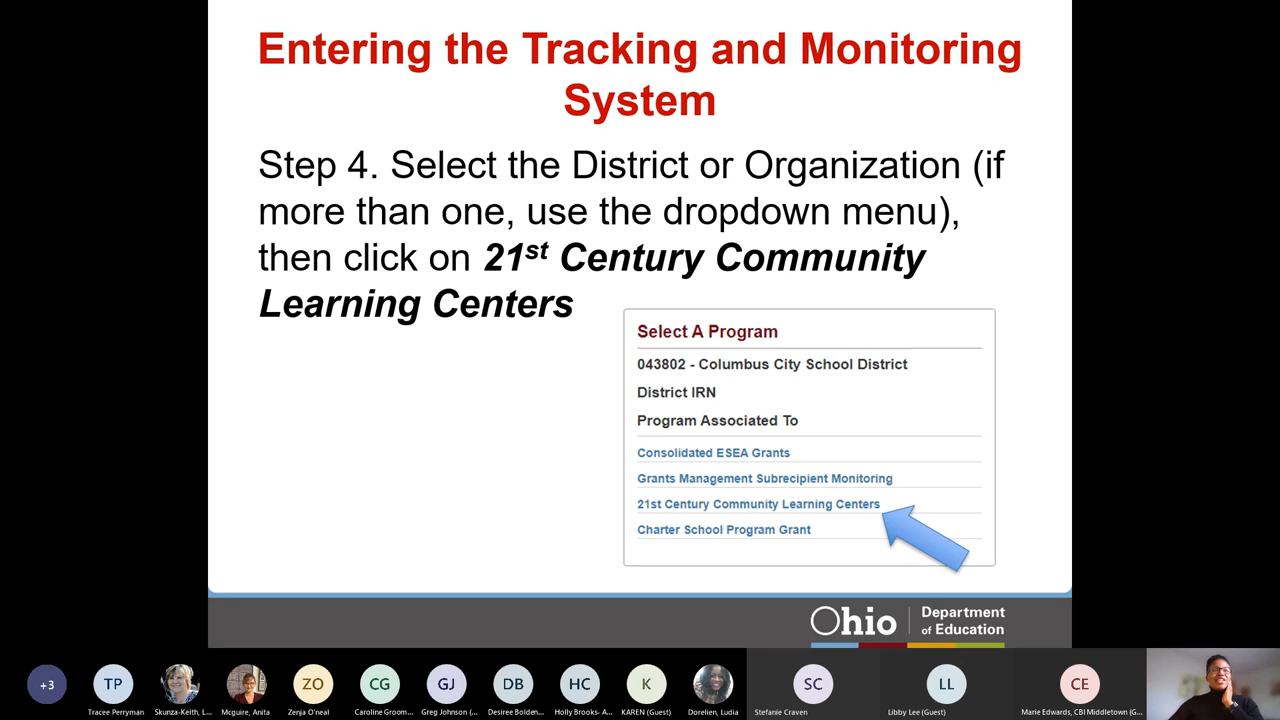 Entering the Tracking and Monitoring
System
Step 4. Select the District or Organization (if
more than one, use the dropdown menu),
then click on 21st Century Community
Learning Centers
Select A Program
043802 - Columbus City School District
District IRN
Program Associated To
Consolidated ESEA Grants
Grants Management Subrecipient Monitoring
21st Century Community Learning Centers
Charter School Program Grant
Ohio
Department
of Education
+3
TP
ZO
CG
GJ
DB
HC
K
SC
LL
CE
Tracee Perryman
Skunza-Keith, L...
Mcguire, Anita
Zenja O'neal
Caroline Groom...
Greg Johnson (...
Desiree Bolden...
Holly Brooks- A...
KAREN (Guest)
Dorelien, Ludia
Stefanie Craven
Libby Lee (Guest)
Marie Edwards, CBI Middletown (G...